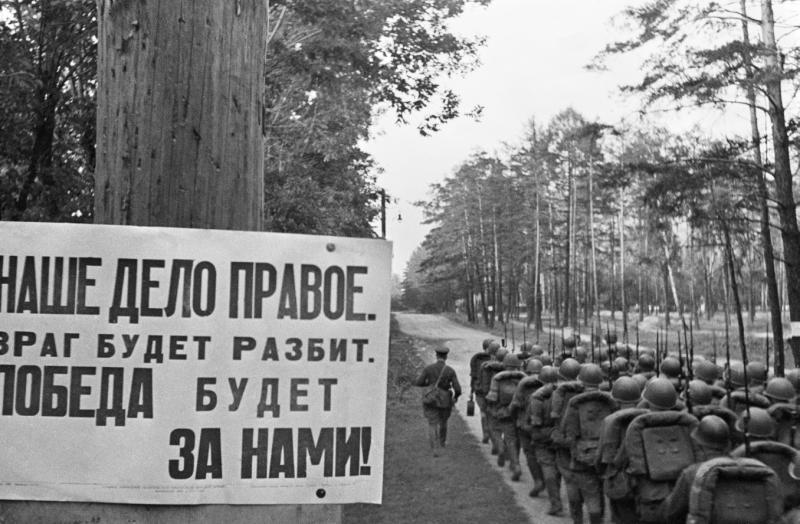 НАШЕ ДЕЛО ПРАВОЕ.
ВРАГ БУДЕТ РАЗБИТ.
ПОБЕДА БУДЕТ
ЗА НАМИ!